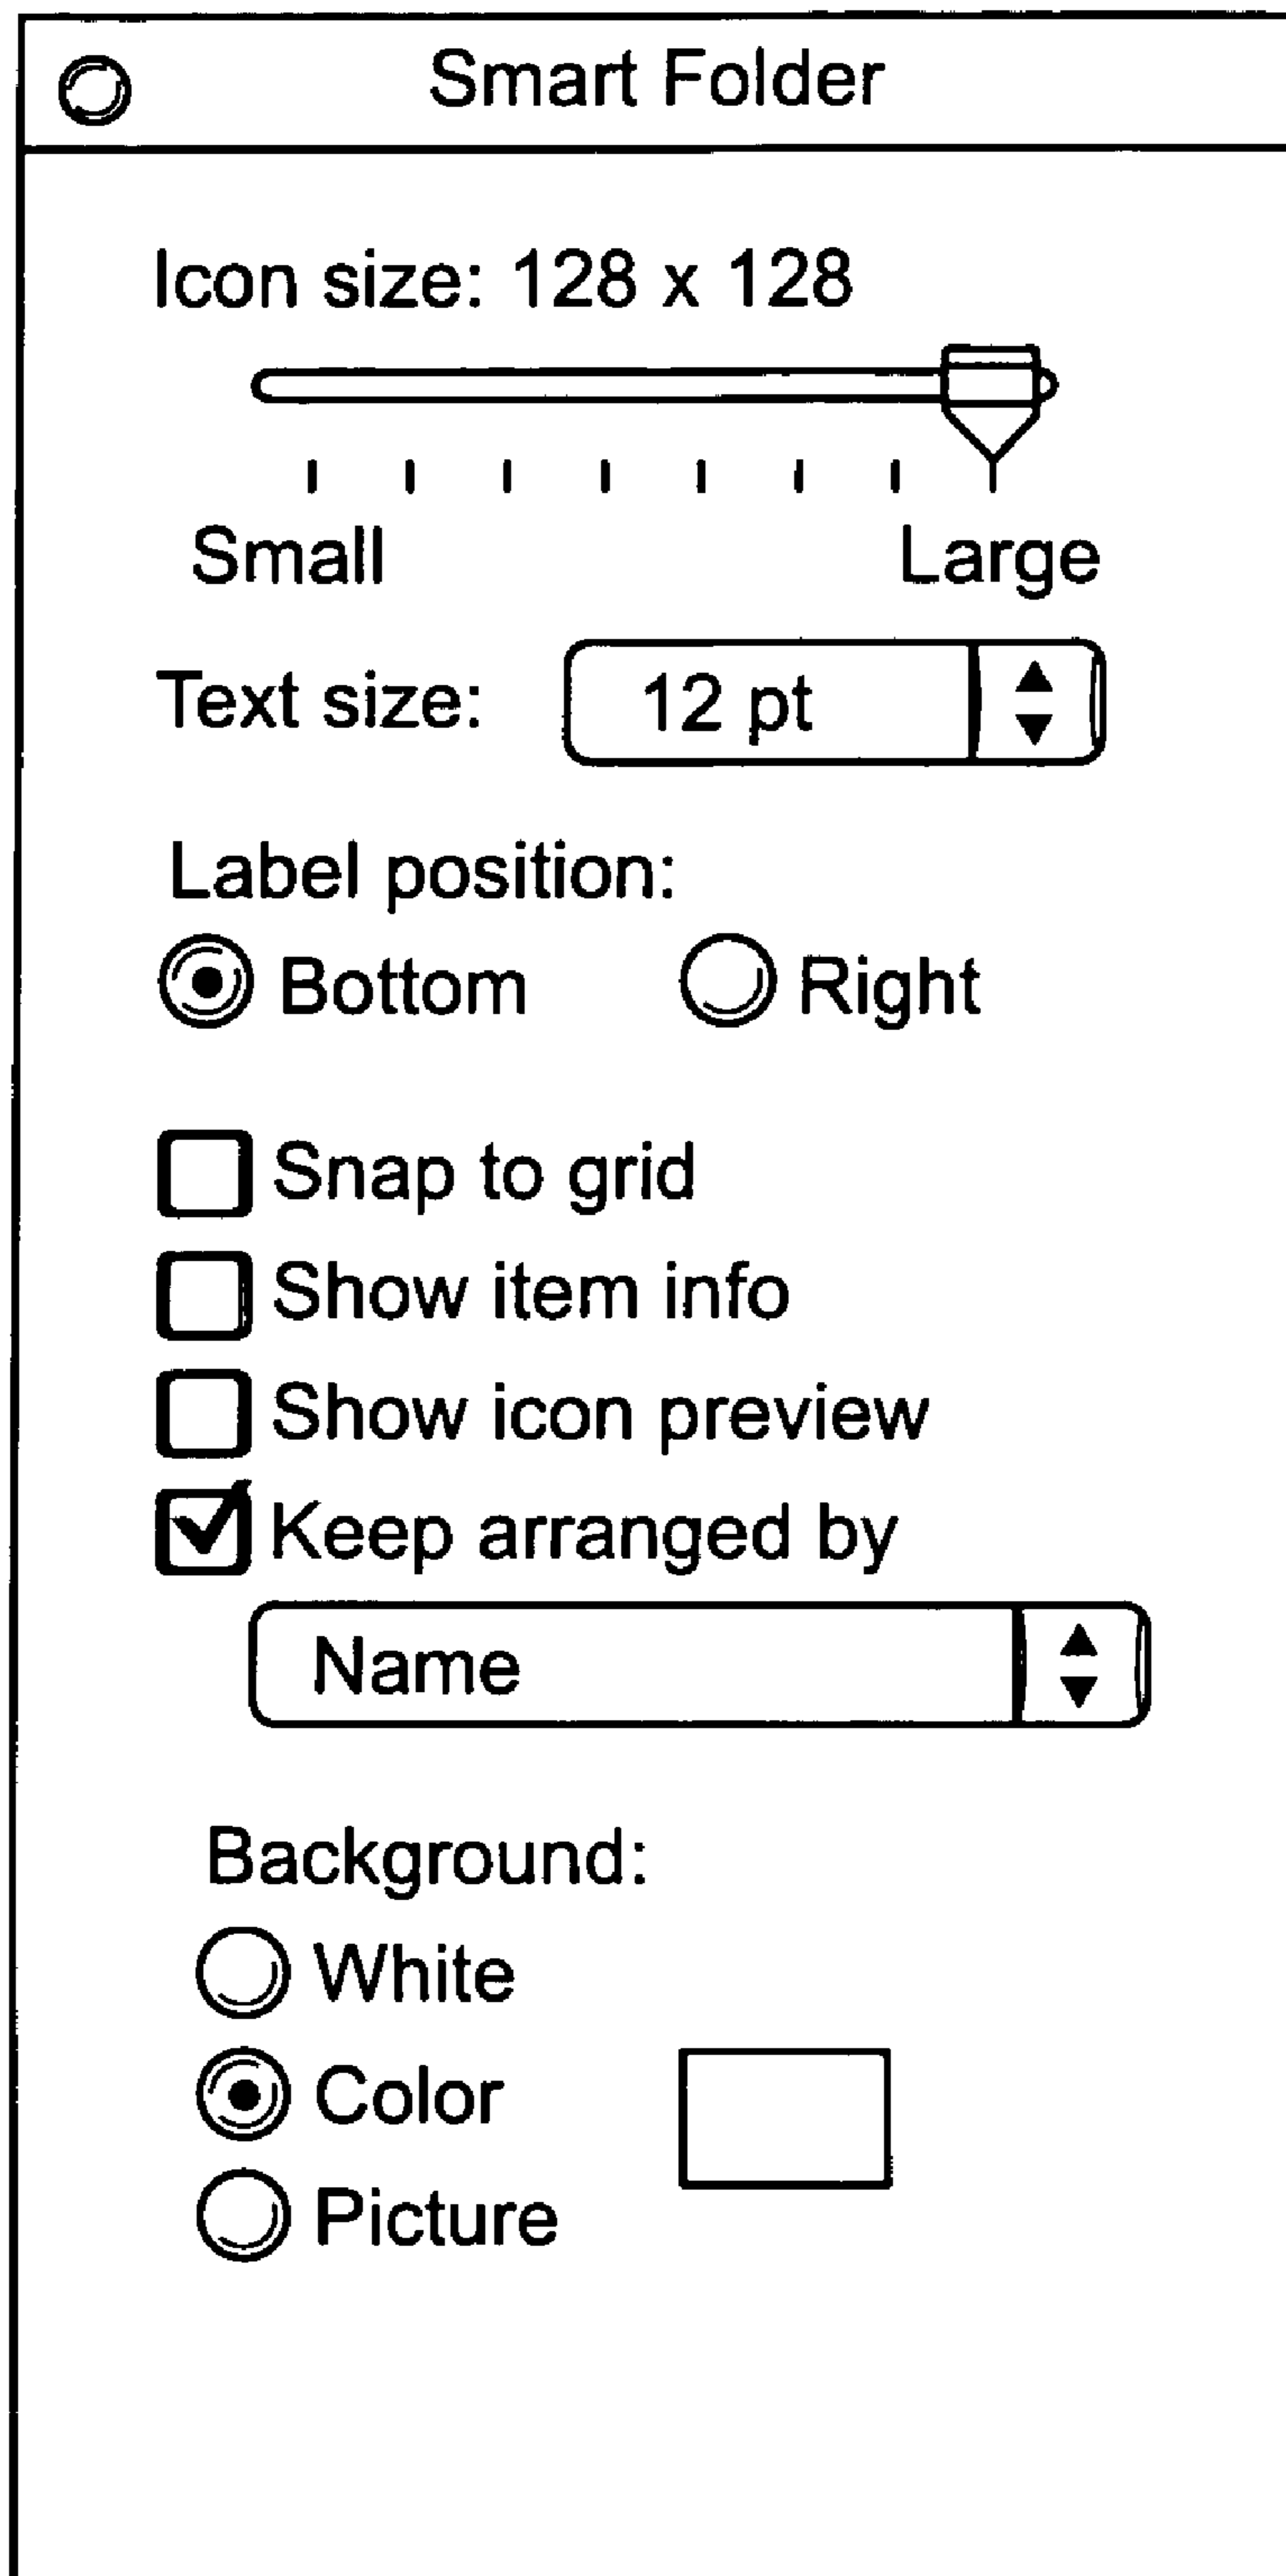 Smart Folder
Icon size: 128 x 128
Small Large
Text size: 12 pt
Label position:
Bottom Right
Snap to grid
Show item info
Show icon preview
Keep arranged by
Name
Background:
White
Color
Picture